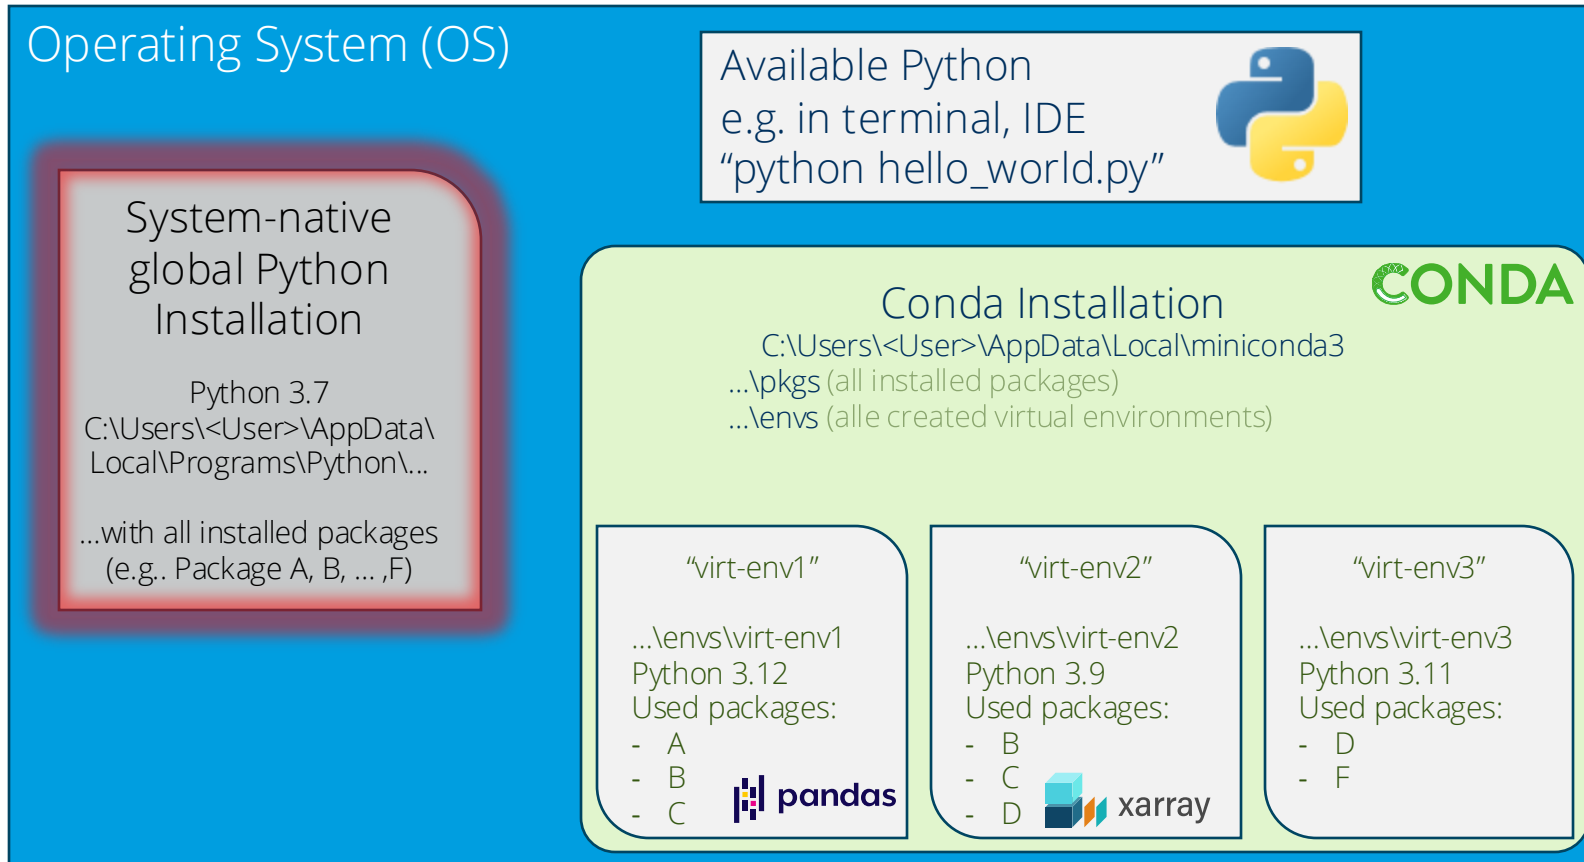 Operating System (OS)
Available Python
e.g. in terminal, IDE
“python hello_world.py”
System-native
global Python
Installation
Python 3.7
C:\Users\<User>\AppData\
Local\Programs\Python\...
...with all installed packages
(e.g.. Package A, B, ... ,F)
CONDA
Conda Installation
C:\Users\<User>\AppData\Local\miniconda3
...\pkgs (all installed packages)
...\envs (alle created virtual environments)
“virt-env1”
...\envs\virt-env1
Python 3.12
Used packages:
- A
- B
- C
pandas
“virt-env2”
...\envs\virt-env2
Python 3.9
Used packages:
- B
- C
- D
xarray
“virt-env3”
...\envs\virt-env3
Python 3.11
Used packages:
- D
- F